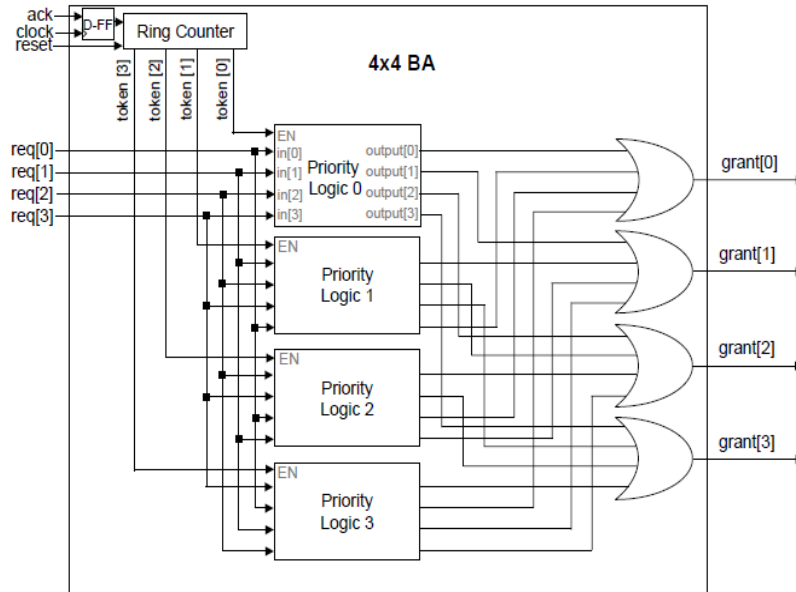 ack
clock
reset
D-FF
Ring Counter
4x4 BA
token [3]
token [2]
token [1]
token [0]
req[0]
req[1]
req[2]
req[3]
EN
in[0]
in[1]
in[2]
in[3]
Priority
Logic 0
output[0]
output[1]
output[2]
output[3]
EN
Priority
Logic 1
EN
Priority
Logic 2
EN
Priority
Logic 3
grant[0]
grant[1]
grant[2]
grant[3]